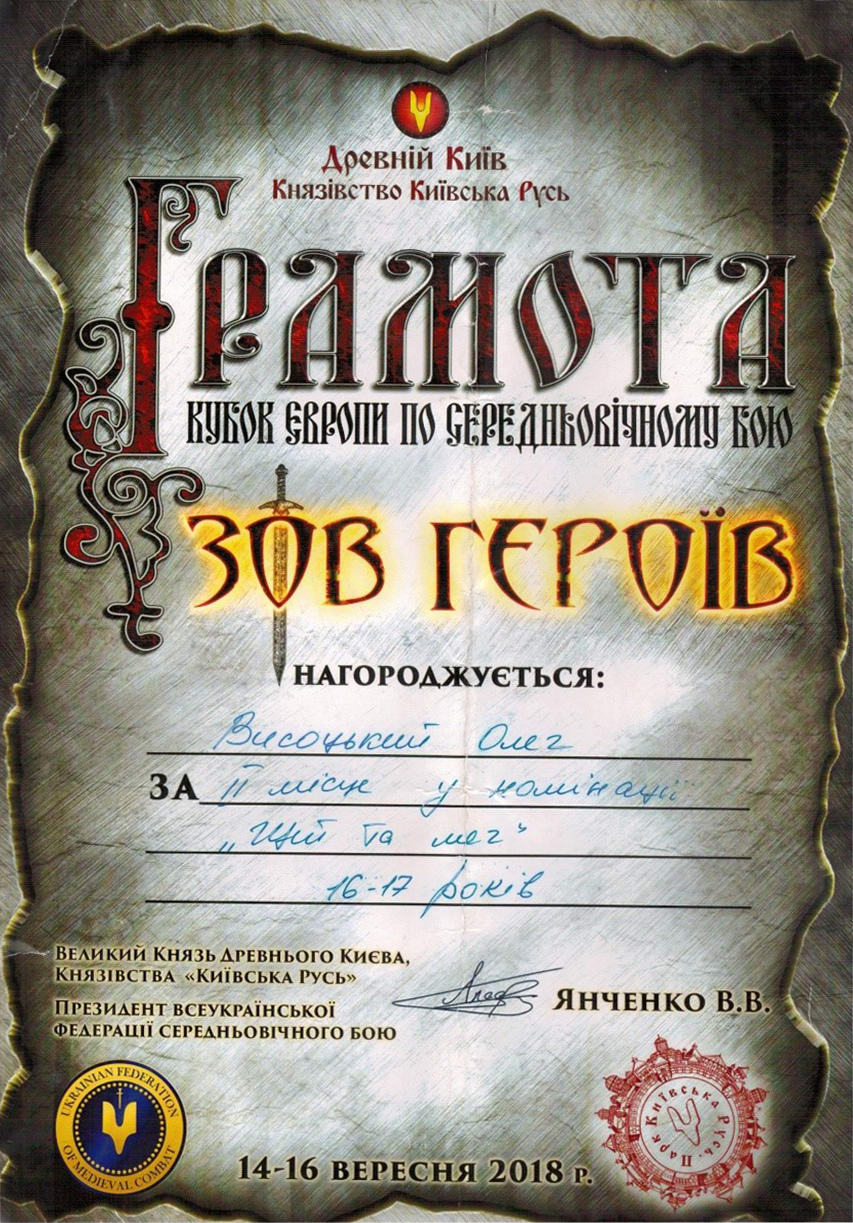 Древній Київ
Князівство Київська Русь
Грамота
Кубок Європи по середньовічному бою
Зов Героїв
нагороджується:
Висоцький Олег
за II місце у номінації
„Щит та меч"
16-17 років
Великий Князь Древнього Києва,
Князівства «Київська Русь»
Президент всеукраїнської
федерації середньовічного бою
Янченко В.В.
UKRAINIAN FEDERATION
OF MEDIEVAL COMBAT
Парк Київська Русь
14-16 вересня 2018 р.